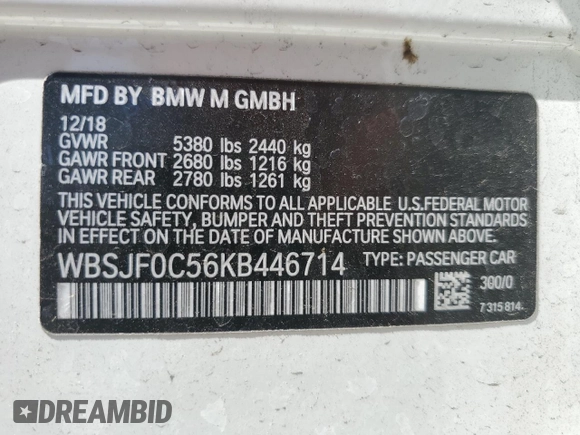 MFD BY BMW M GMBH
12/18
GVWR 5380 lbs 2440 kg
GAWR FRONT 2680 lbs 1216 kg
GAWR REAR 2780 lbs 1261 kg
THIS VEHICLE CONFORMS TO ALL APPLICABLE U.S.FEDERAL MOTOR
VEHICLE SAFETY, BUMPER AND THEFT PREVENTION STANDARDS
IN EFFECT ON THE DATE OF MANUFACTURE SHOWN ABOVE.
WBSJF0C56KB446714 TYPE: PASSENGER CAR
300/0
7 315 814
DREAMBID